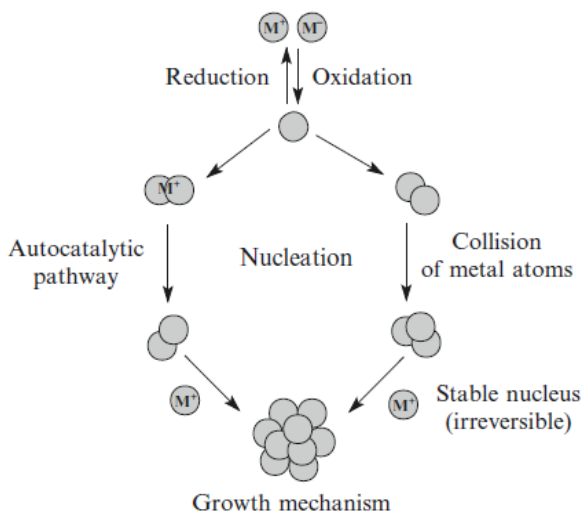 M⁺ M⁻
Reduction Oxidation
M⁺
Autocatalytic
pathway
Nucleation
Collision
of metal atoms
M⁺
M⁺
Stable nucleus
(irreversible)
Growth mechanism